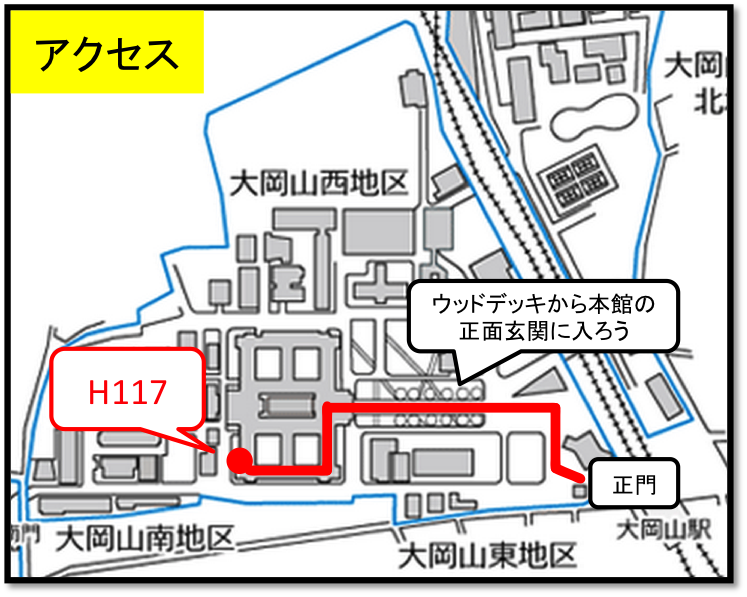 アクセス
大岡山
北
大岡山西地区
ウッドデッキから本館の
正面玄関に入ろう
H117
正門
大岡山駅
門
大岡山南地区
大岡山東地区